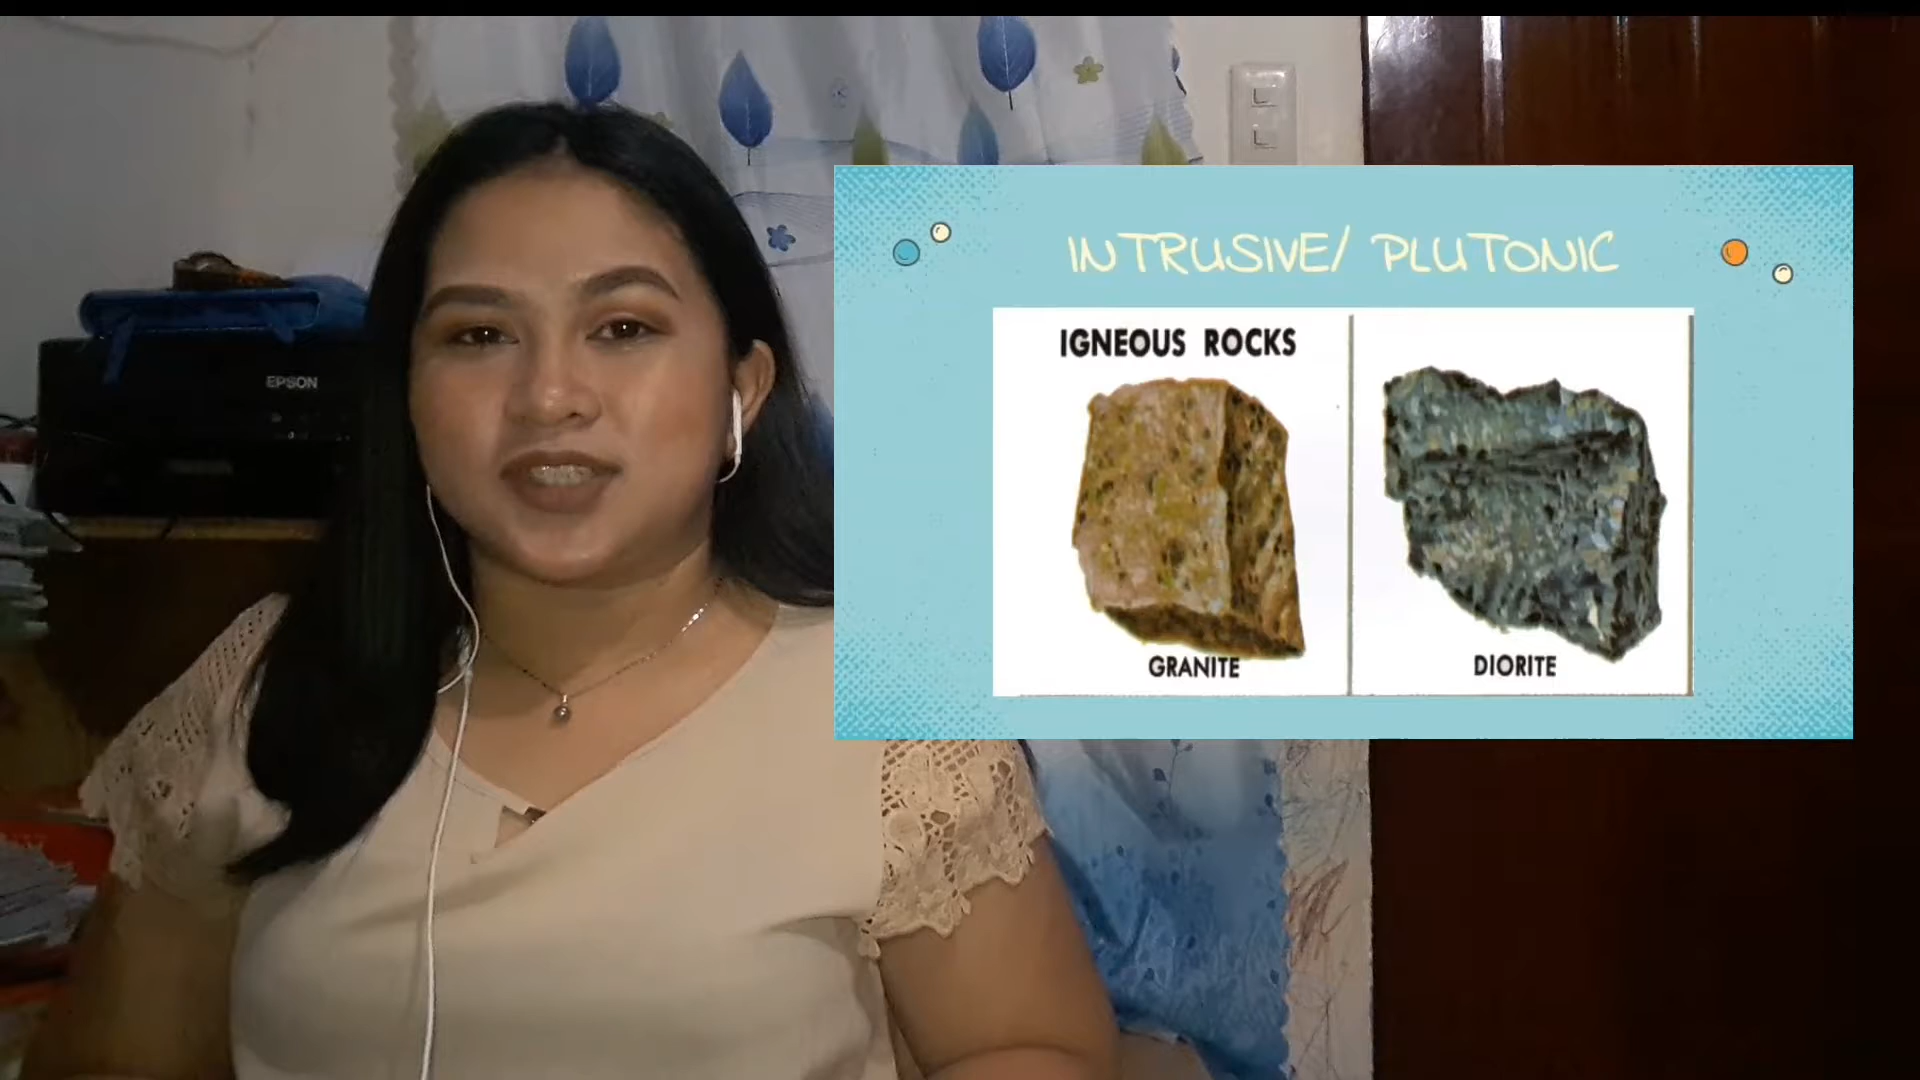 EPSON
INTRUSIVE/ PLUTONIC
IGNEOUS ROCKS
GRANITE
DIORITE